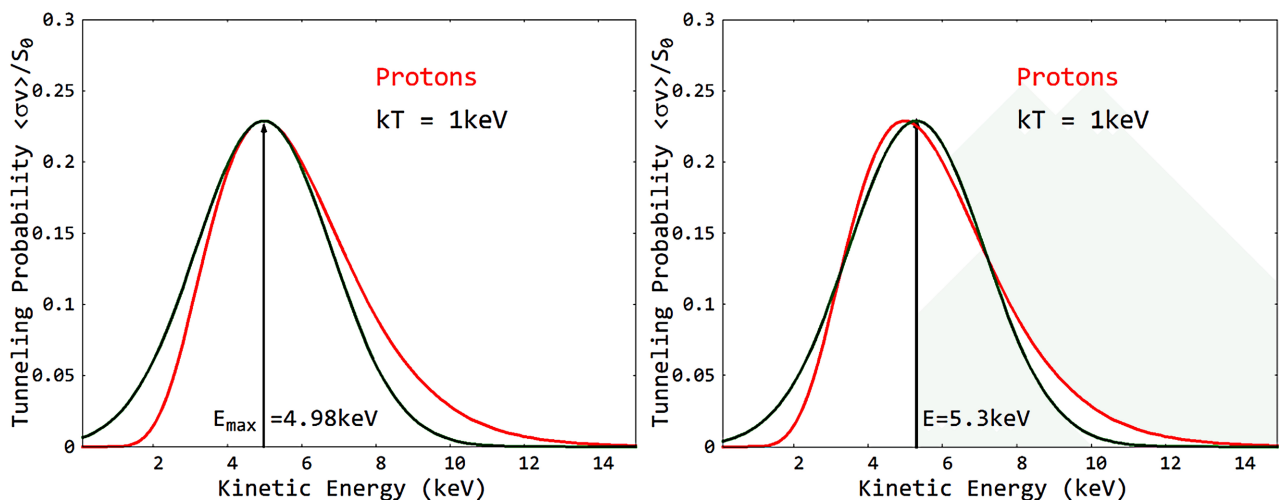 Tunneling Probability <σv>/S₀
0.3
0.25
0.2
0.15
0.1
0.05
0
Protons
kT = 1keV
Eₘₐₓ =4.98keV
2 4 6 8 10 12 14
Kinetic Energy (keV)
Tunneling Probability <σv>/S₀
0.3
0.25
0.2
0.15
0.1
0.05
0
Protons
kT = 1keV
E=5.3keV
2 4 6 8 10 12 14
Kinetic Energy (keV)